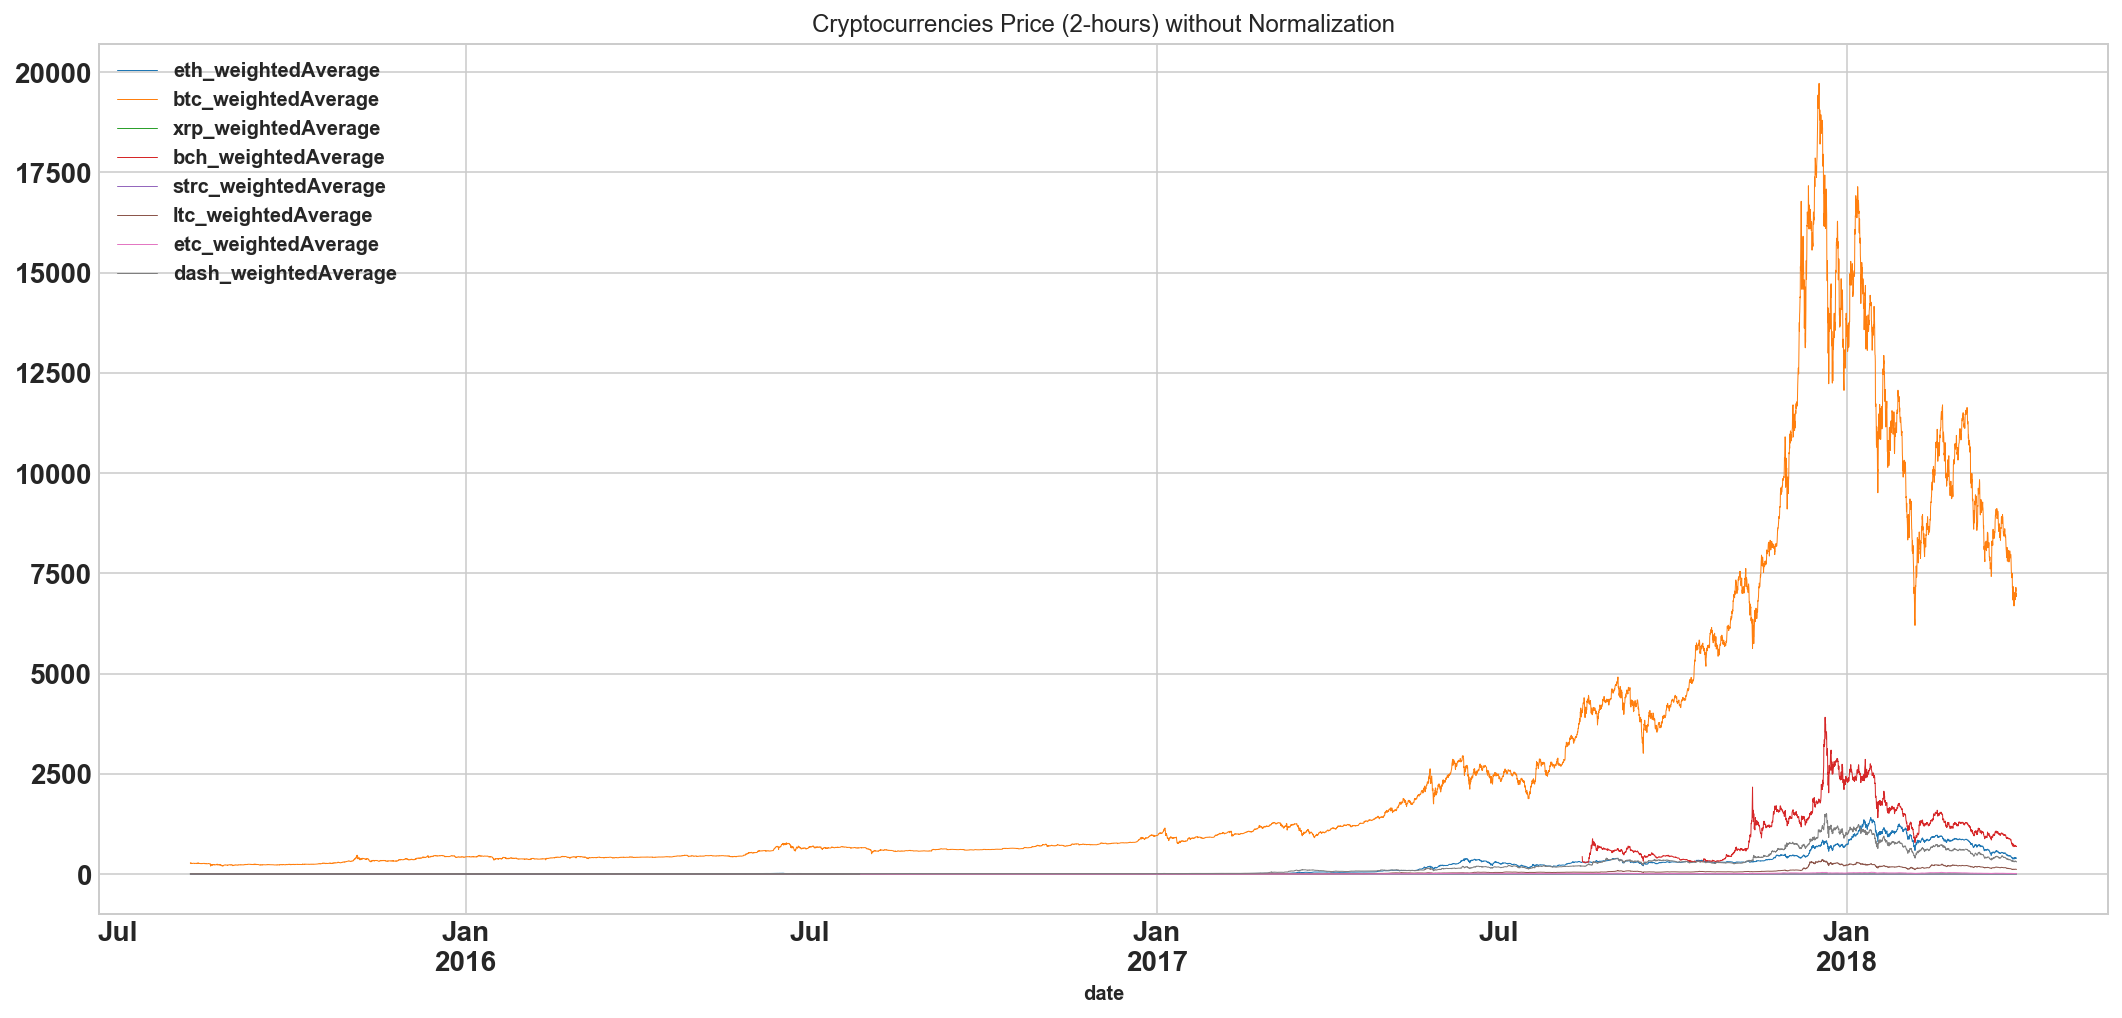 Cryptocurrencies Price (2-hours) without Normalization
20000
17500
15000
12500
10000
7500
5000
2500
0
eth_weightedAverage
btc_weightedAverage
xrp_weightedAverage
bch_weightedAverage
strc_weightedAverage
ltc_weightedAverage
etc_weightedAverage
dash_weightedAverage
Jul Jan Jul Jan Jul Jan
2016 2017 2018
date